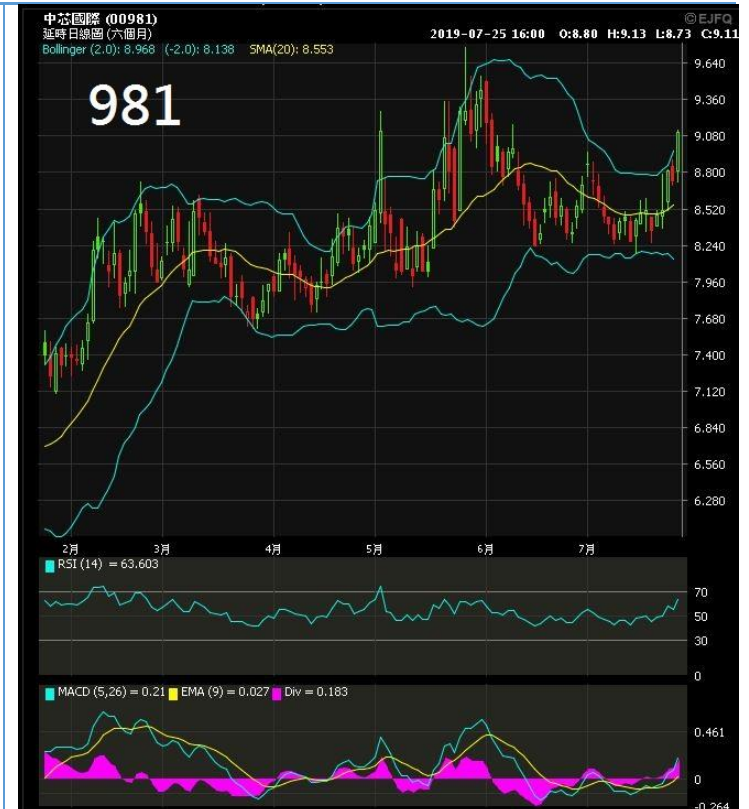 中芯國際 (00981)
©EJFQ
延時日線圖 (六個月)
2019-07-25 16:00 O:8.80 H:9.13 L:8.73 C:9.11
Bollinger (2.0): 8.968 (-2.0): 8.138 SMA(20): 8.553
981
9.640
9.360
9.080
8.800
8.520
8.240
7.960
7.680
7.400
7.120
6.840
6.560
6.280
2月 3月 4月 5月 6月 7月
RSI (14) = 63.603
70
50
30
0
MACD (5,26) = 0.21 EMA (9) = 0.027 Div = 0.183
0.461
0
-0.264